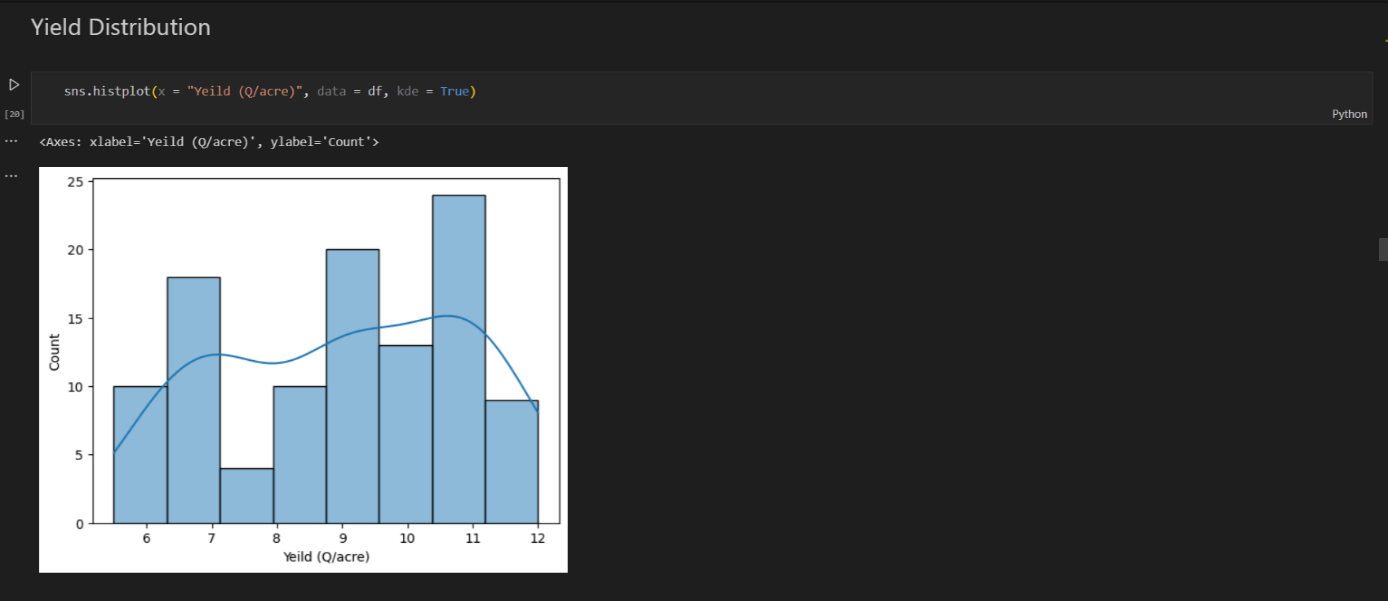 Yield Distribution
sns.histplot(x = "Yeild (Q/acre)", data = df, kde = True)
[20]
Python
<Axes: xlabel='Yeild (Q/acre)', ylabel='Count'>
25
20
15
10
5
0
Count
6 7 8 9 10 11 12
Yeild (Q/acre)